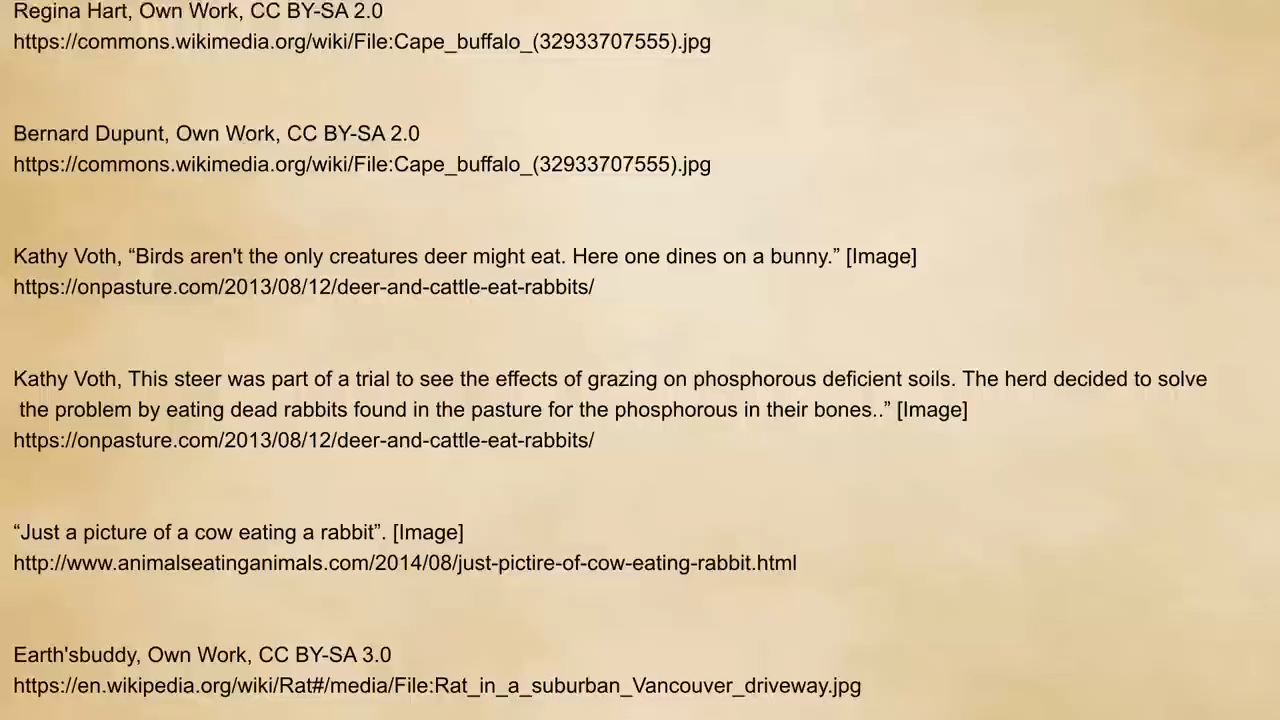 Regina Hart, Own Work, CC BY-SA 2.0
https://commons.wikimedia.org/wiki/File:Cape_buffalo_(32933707555).jpg
Bernard Dupunt, Own Work, CC BY-SA 2.0
https://commons.wikimedia.org/wiki/File:Cape_buffalo_(32933707555).jpg
Kathy Voth, “Birds aren't the only creatures deer might eat. Here one dines on a bunny.” [Image]
https://onpasture.com/2013/08/12/deer-and-cattle-eat-rabbits/
Kathy Voth, This steer was part of a trial to see the effects of grazing on phosphorous deficient soils. The herd decided to solve
the problem by eating dead rabbits found in the pasture for the phosphorous in their bones..” [Image]
https://onpasture.com/2013/08/12/deer-and-cattle-eat-rabbits/
“Just a picture of a cow eating a rabbit”. [Image]
http://www.animalseatinganimals.com/2014/08/just-pictire-of-cow-eating-rabbit.html
Earth'sbuddy, Own Work, CC BY-SA 3.0
https://en.wikipedia.org/wiki/Rat#/media/File:Rat_in_a_suburban_Vancouver_driveway.jpg